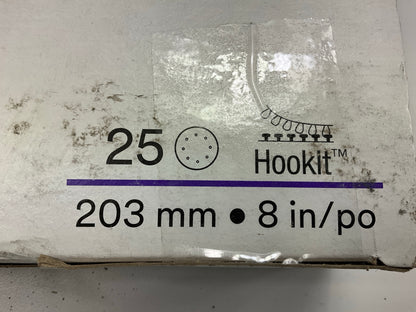 25 Hookit™
203 mm • 8 in/po